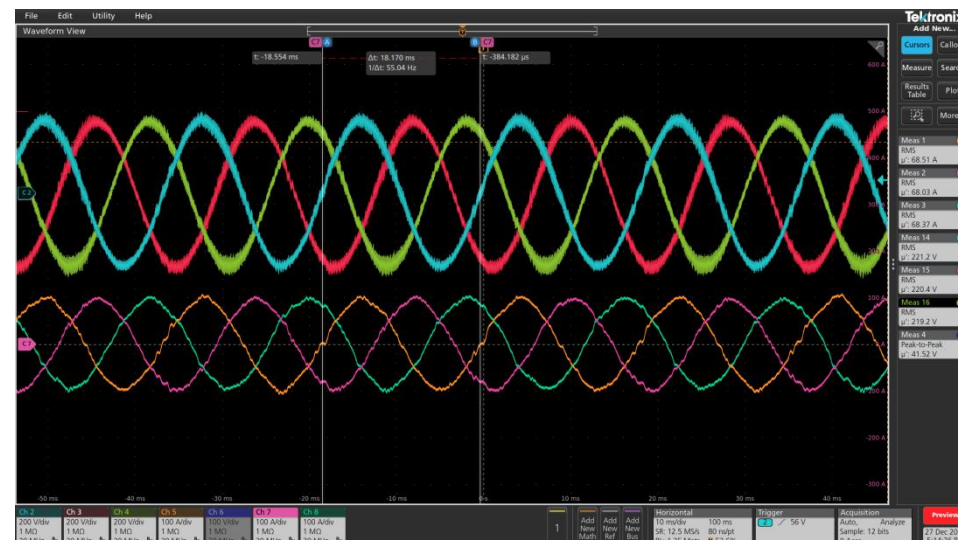 File Edit Utility Help
Tektronix
Waveform View
Add New...
C7 A
B C7
t: -18.554 ms
Δt: 18.170 ms
1/Δt: 55.04 Hz
t: -384.182 µs
Cursors Callo
Measure Searc
Results
Table
Plot
More
600 A
500 A
400 A
100 A
-200 A
-300 A
C2
C7
Meas 1
RMS
µ': 68.51 A
Meas 2
RMS
µ': 68.03 A
Meas 3
RMS
µ': 68.37 A
Meas 14
RMS
µ': 221.2 V
Meas 15
RMS
µ': 220.4 V
Meas 16
RMS
µ': 219.2 V
Meas 4
Peak-to-Peak
µ': 41.52 V
-50 ms -40 ms -30 ms -20 ms -10 ms 0 s 10 ms 20 ms 30 ms 40 ms
Ch 2
200 V/div
1 MΩ
Ch 3
200 V/div
1 MΩ
Ch 4
200 V/div
1 MΩ
Ch 5
100 A/div
1 MΩ
Ch 6
100 V/div
1 MΩ
Ch 7
100 A/div
1 MΩ
Ch 8
100 A/div
1 MΩ
1
Add
New
Math
Add
New
Ref
Add
New
Bus
Horizontal
10 ms/div 100 ms
SR: 12.5 MS/s 80 ns/pt
Trigger
2 56 V
Acquisition
Auto, Analyze
Sample: 12 bits
Preview
27 Dec 20